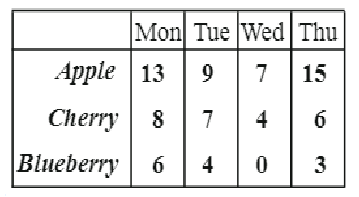 Mon Tue Wed Thu
Apple 13 9 7 15
Cherry 8 7 4 6
Blueberry 6 4 0 3